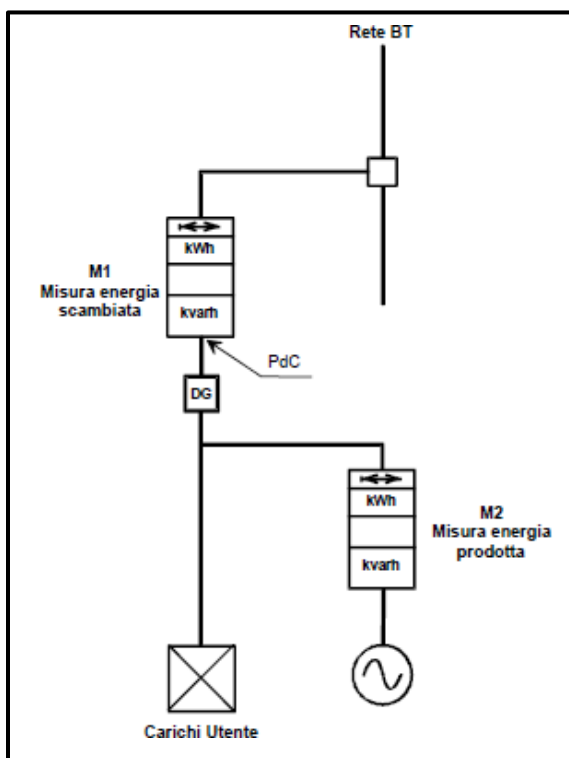 Rete BT
kWh
M1
Misura energia
scambiata
kvarh
PdC
DG
kWh
M2
Misura energia
prodotta
kvarh
Carichi Utente